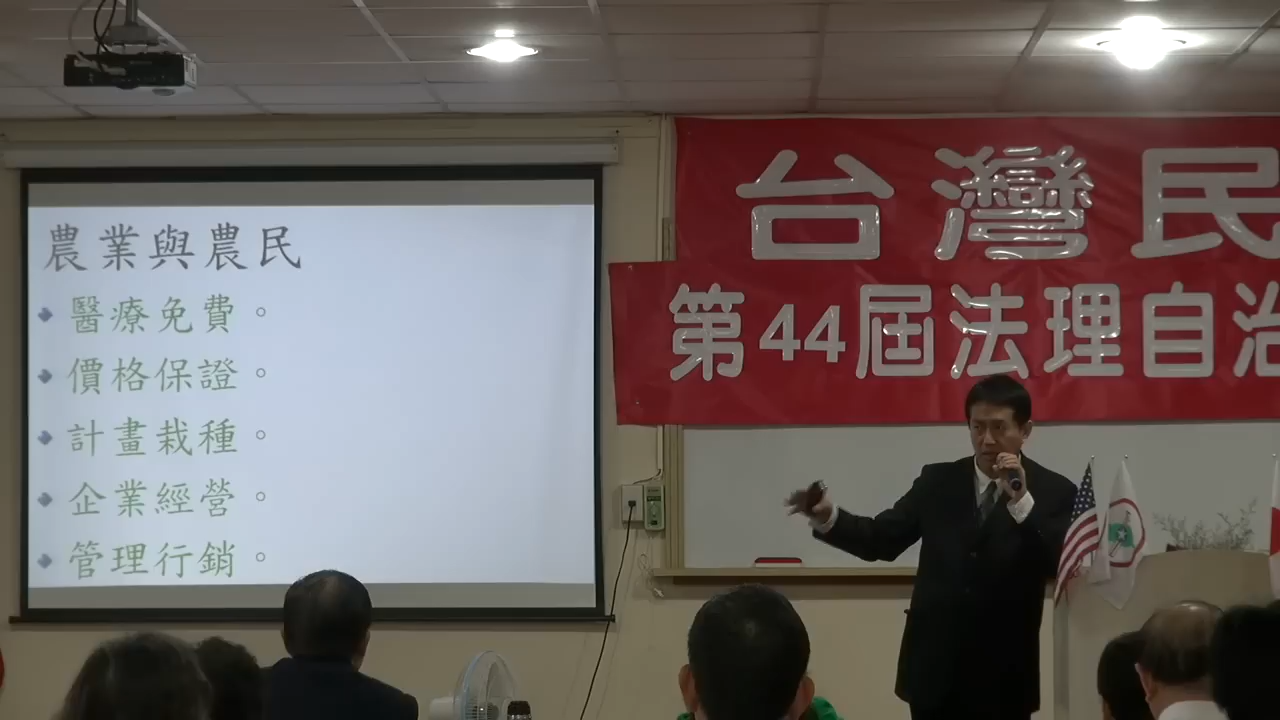 農業與農民
醫療免費。
價格保證。
計畫栽種。
企業經營。
管理行銷。
台灣民
第44屆法理自治